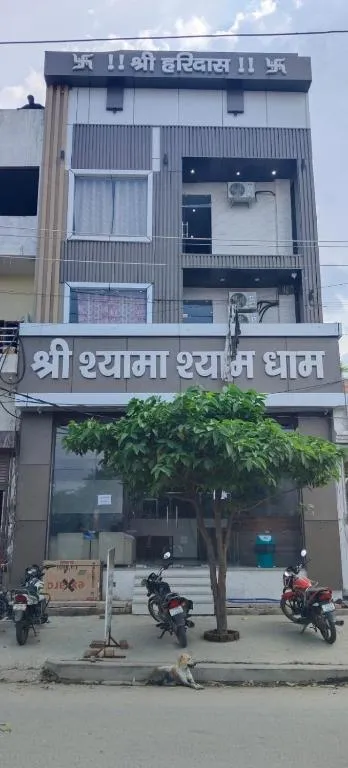 卐 !! श्री हरिदास !! 卐
श्री श्यामा श्याम धाम